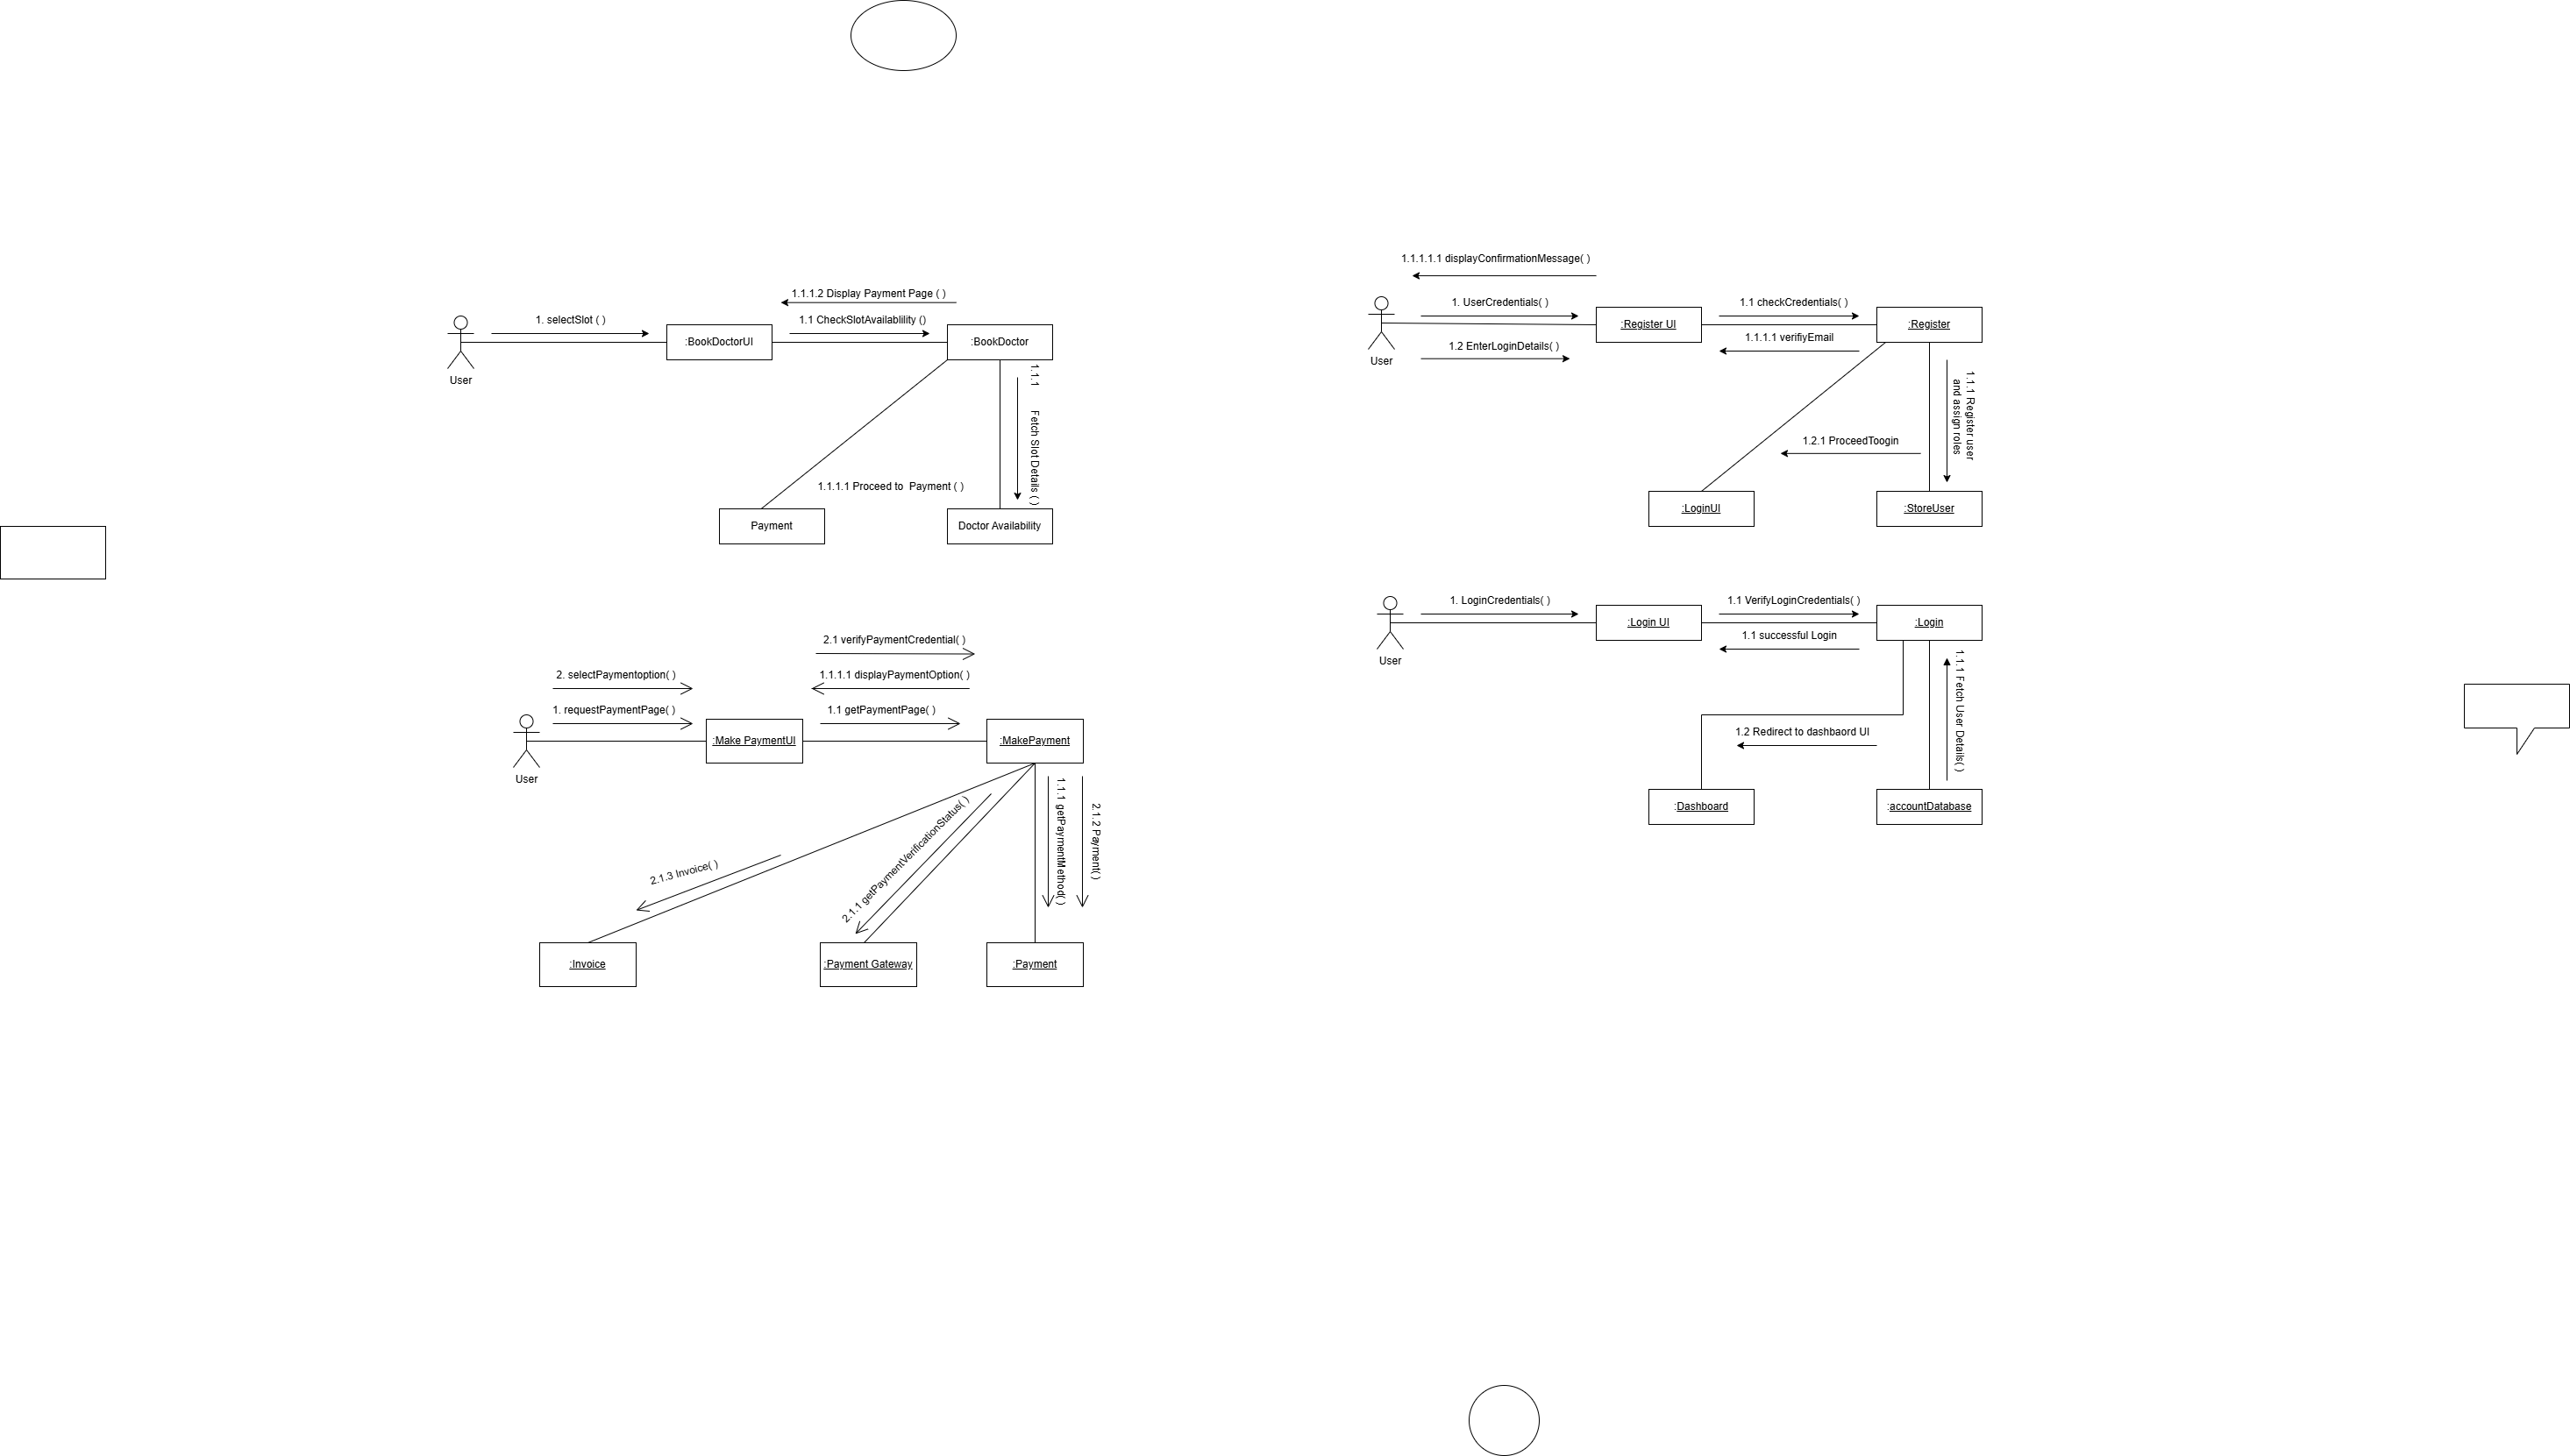 1.1.1.2 Display Payment Page ( )
1. selectSlot ( )
1.1 CheckSlotAvailablility ()
:BookDoctorUI
:BookDoctor
User
1.1.1
Fetch Slot Details ( )
1.1.1.1 Proceed to  Payment ( )
Payment
Doctor Availability
1.1.1.1.1 displayConfirmationMessage( )
1. UserCredentials( )
1.1 checkCredentials( )
:Register UI
:Register
1.1.1.1 verifiyEmail
1.2 EnterLoginDetails( )
User
1.1.1 Register user
and assign roles
1.2.1 ProceedToogin
:LoginUI
:StoreUser
2.1 verifyPaymentCredential( )
2. selectPaymentoption( )
1.1.1.1 displayPaymentOption( )
1. requestPaymentPage( )
1.1 getPaymentPage( )
:Make PaymentUI
:MakePayment
User
1.1.1 getPaymentMethod( )
2.1.2 Payment( )
2.1.1 getPaymentVerificationStatus( )
2.1.3 Invoice( )
:Invoice
:Payment Gateway
:Payment
1. LoginCredentials( )
1.1 VerifyLoginCredentials( )
:Login UI
:Login
1.1 successful Login
User
1.1.1 Fetch User Details( )
1.2 Redirect to dashbaord UI
:Dashboard
:accountDatabase